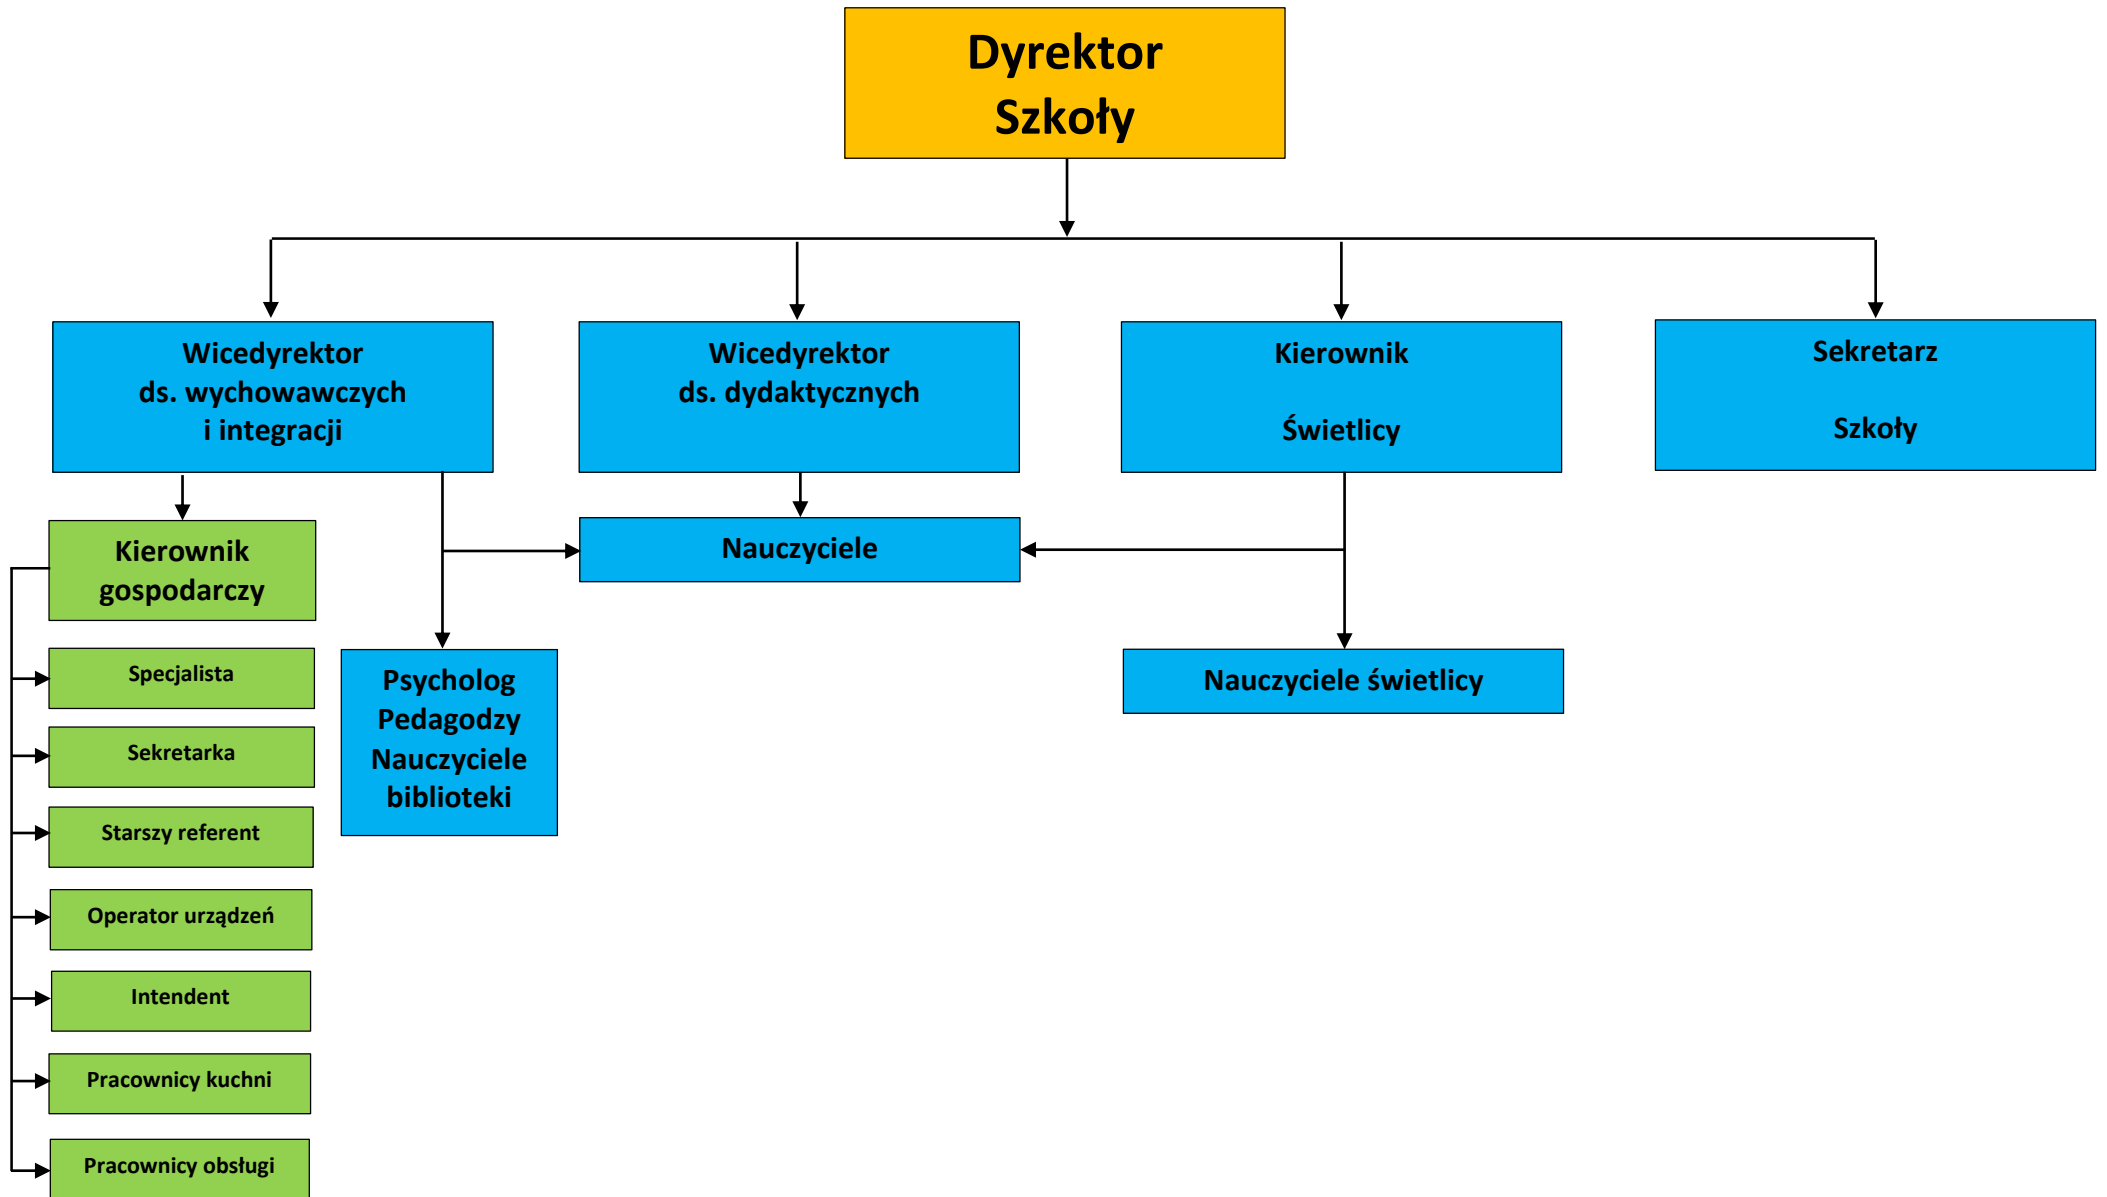 Dyrektor
Szkoły
Wicedyrektor
ds. wychowawczych
i integracji
Wicedyrektor
ds. dydaktycznych
Kierownik
Świetlicy
Sekretarz
Szkoły
Kierownik
gospodarczy
Nauczyciele
Specjalista
Sekretarka
Starszy referent
Operator urządzeń
Intendent
Pracownicy kuchni
Pracownicy obsługi
Psycholog
Pedagodzy
Nauczyciele
biblioteki
Nauczyciele świetlicy